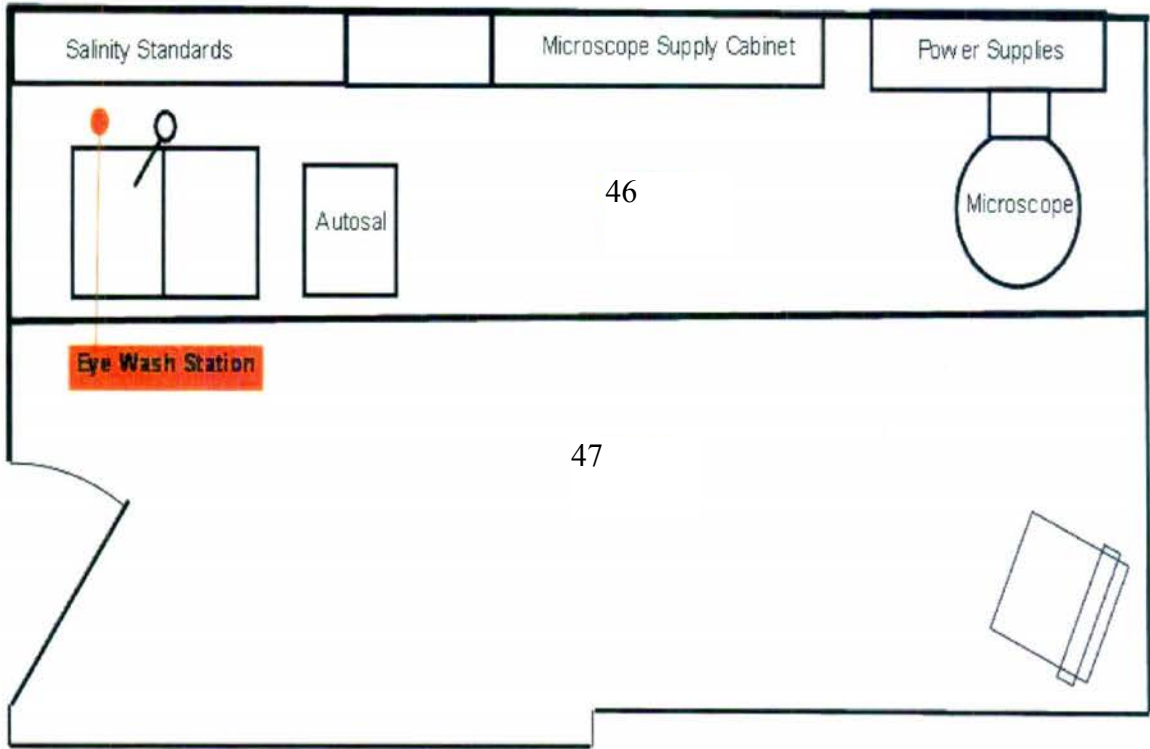 Salinity Standards
Microscope Supply Cabinet
Power Supplies
46
Autosal
Microscope
Eye Wash Station
47